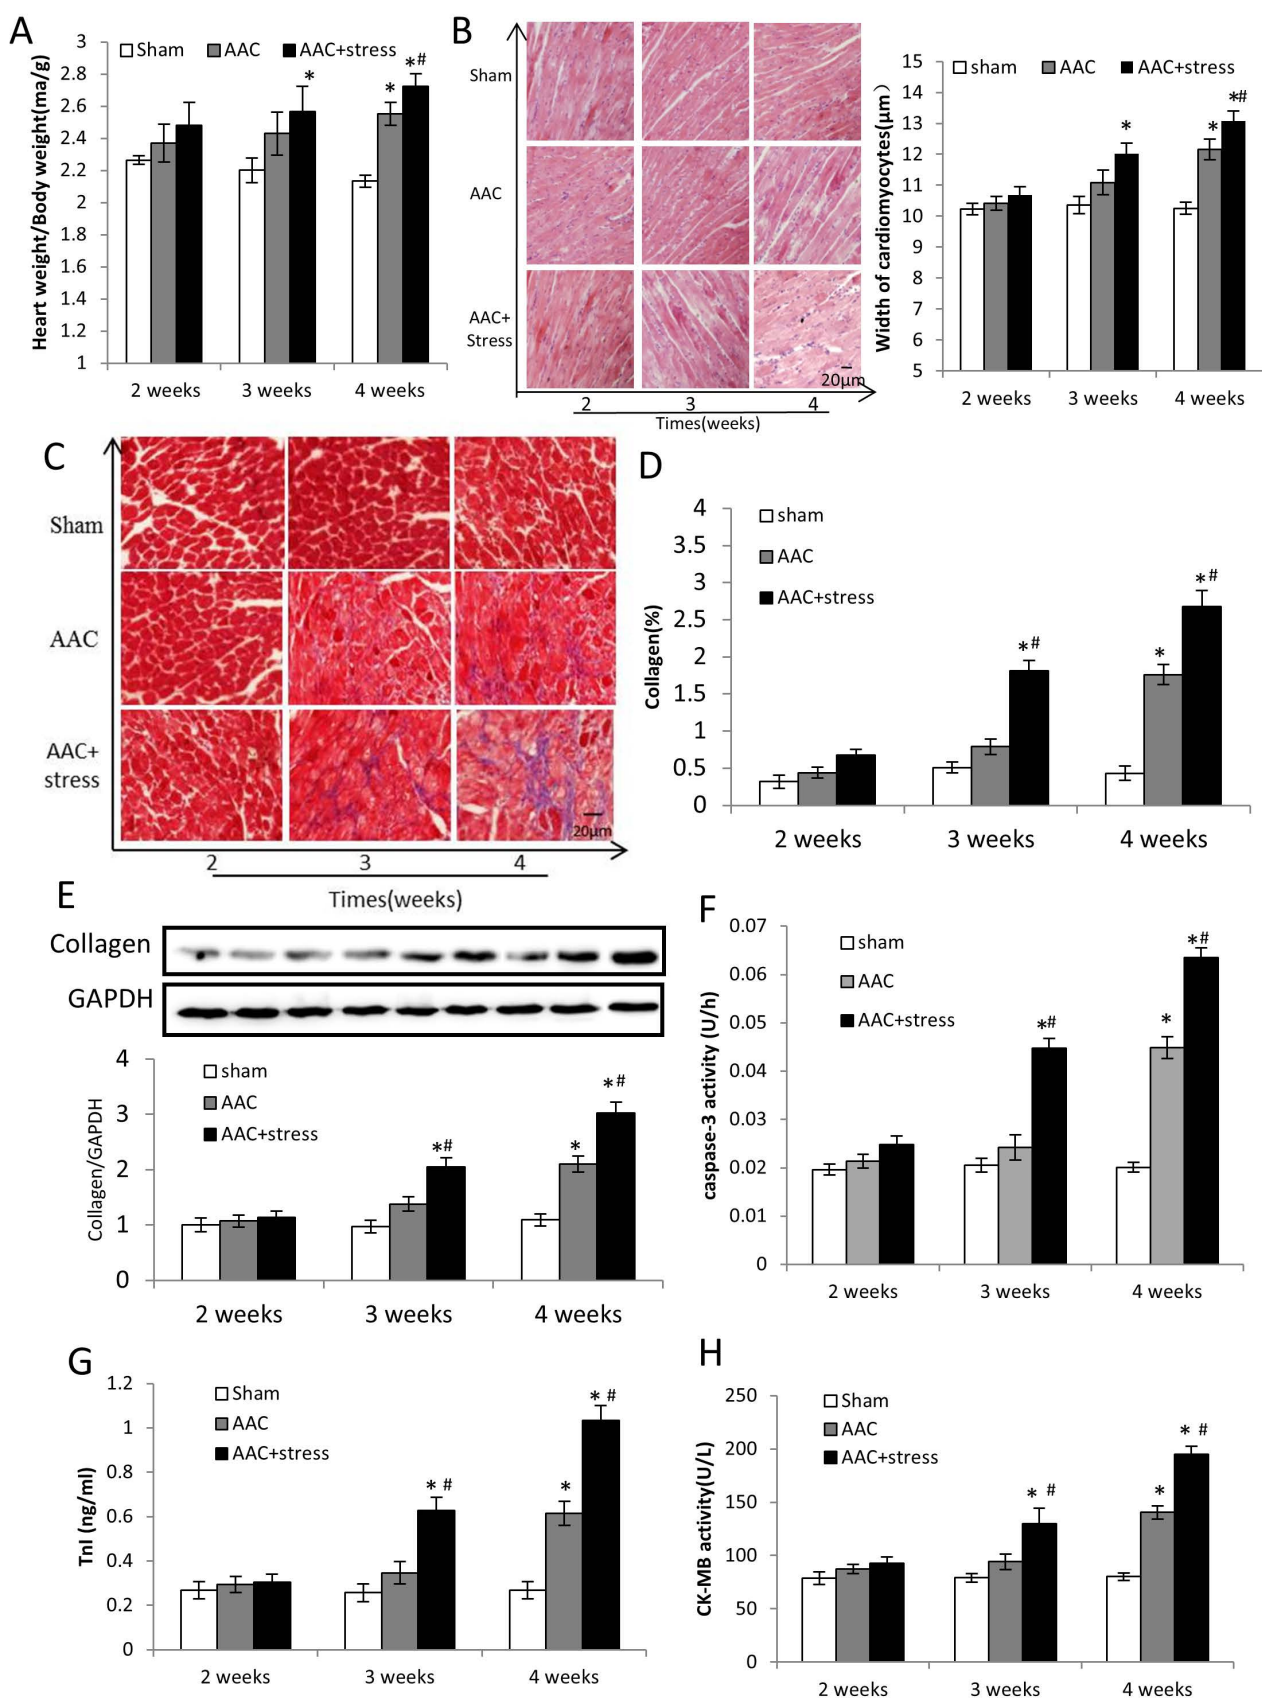 A
3
2.8
2.6
2.4
2.2
2
1.8
1.6
1.4
1.2
1
Heart weight/Body weight(ma/g)
Sham AAC AAC+stress
*
*
*#
2 weeks 3 weeks 4 weeks
B
Sham
AAC
AAC+
Stress
20μm
2 3 4
Times(weeks)
15
14
13
12
11
10
9
8
7
6
5
Width of cardiomyocytes(μm）
sham AAC AAC+stress
*
*
*#
2 weeks 3 weeks 4 weeks
C
Sham
AAC
AAC+
stress
20μm
2 3 4
Times(weeks)
D
4
3.5
3
2.5
2
1.5
1
0.5
0
Collagen(%)
sham
AAC
AAC+stress
*#
*
*#
2 weeks 3 weeks 4 weeks
E
Collagen
GAPDH
4
3
2
1
0
Collagen/GAPDH
sham
AAC
AAC+stress
*#
*
*#
2 weeks 3 weeks 4 weeks
F
0.07
0.06
0.05
0.04
0.03
0.02
0.01
0
caspase-3 activity (U/h)
sham
AAC
AAC+stress
*#
*
*#
2 weeks 3 weeks 4 weeks
G
1.2
1
0.8
0.6
0.4
0.2
0
TnI (ng/ml)
Sham
AAC
AAC+stress
* #
*
* #
2 weeks 3 weeks 4 weeks
H
250
200
150
100
50
0
CK-MB activity(U/L)
Sham
AAC
AAC+stress
* #
*
* #
2 weeks 3 weeks 4 weeks